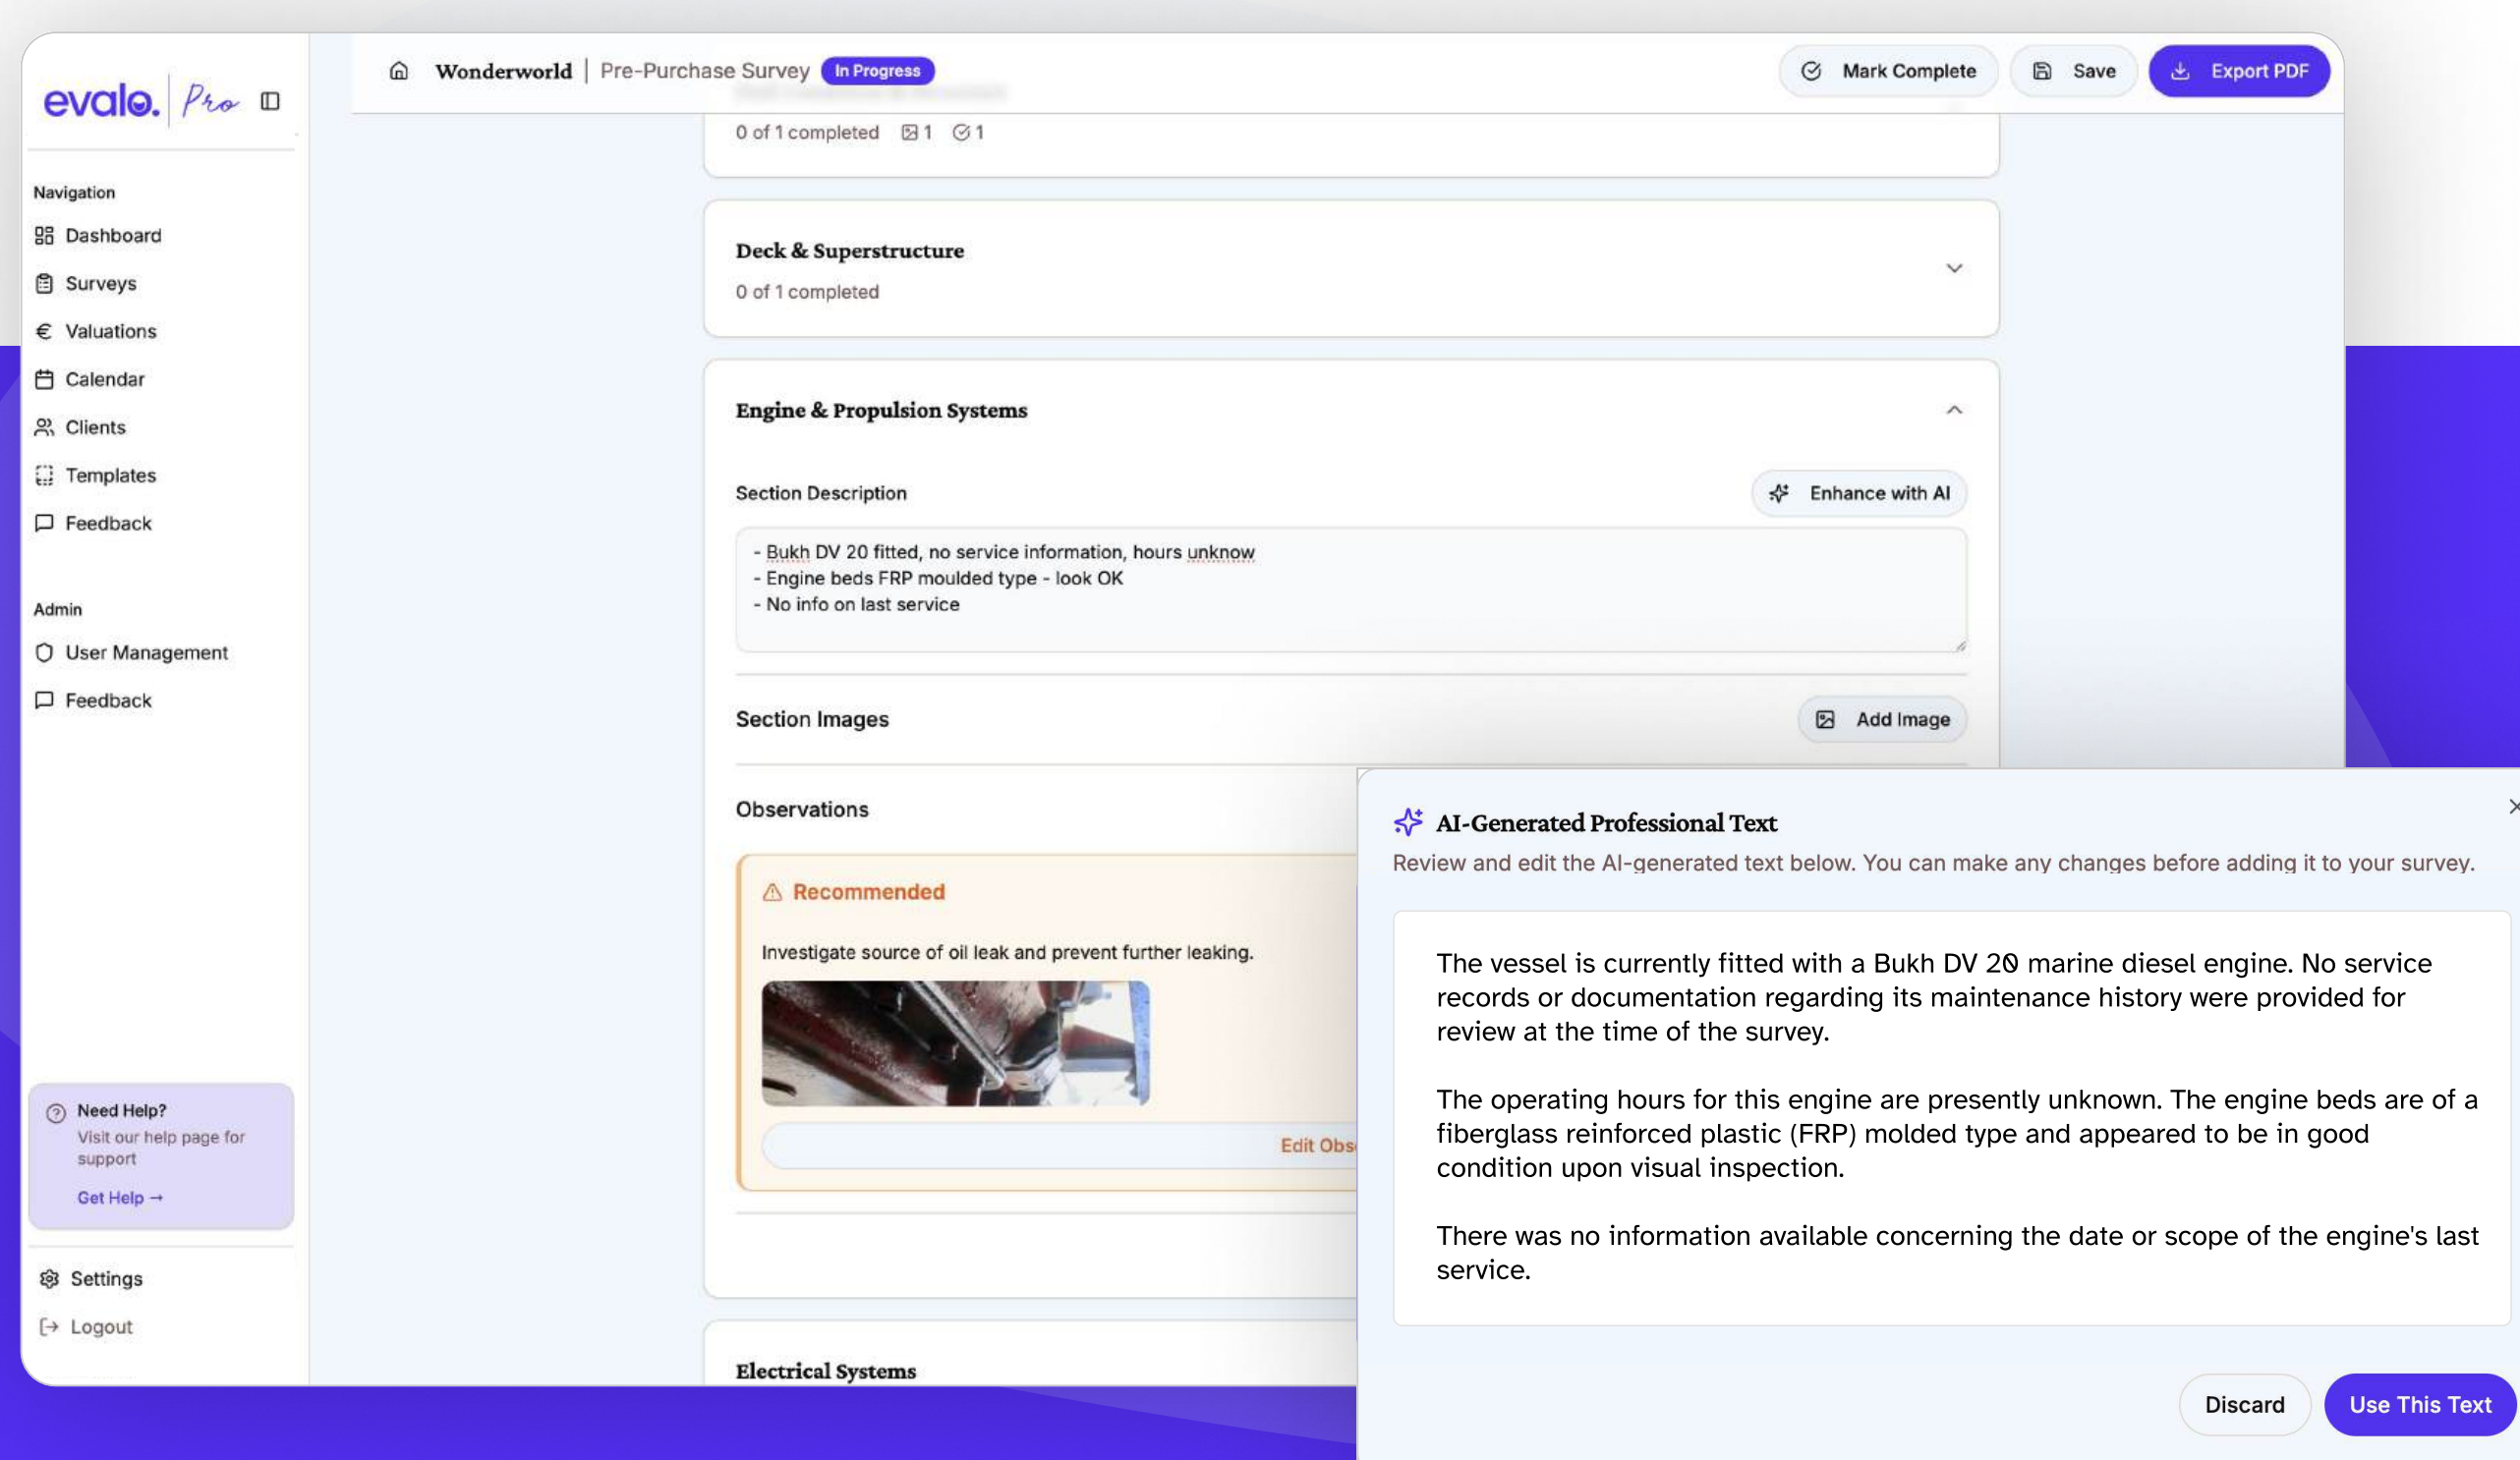 evalo. Pro
Navigation
Dashboard
Surveys
€ Valuations
Calendar
Clients
Templates
Feedback
Admin
User Management
Feedback
Need Help?
Visit our help page for
support
Get Help →
Settings
Logout
Wonderworld | Pre-Purchase Survey In Progress
Mark Complete
Save
Export PDF
0 of 1 completed 1 1
Deck & Superstructure
0 of 1 completed
Engine & Propulsion Systems
Section Description
Enhance with AI
- Bukh DV 20 fitted, no service information, hours unknow
- Engine beds FRP moulded type - look OK
- No info on last service
Section Images
Add Image
Observations
Recommended
Investigate source of oil leak and prevent further leaking.
Edit Obs
Electrical Systems
AI-Generated Professional Text
Review and edit the AI-generated text below. You can make any changes before adding it to your survey.
The vessel is currently fitted with a Bukh DV 20 marine diesel engine. No service
records or documentation regarding its maintenance history were provided for
review at the time of the survey.
The operating hours for this engine are presently unknown. The engine beds are of a
fiberglass reinforced plastic (FRP) molded type and appeared to be in good
condition upon visual inspection.
There was no information available concerning the date or scope of the engine's last
service.
Discard
Use This Text